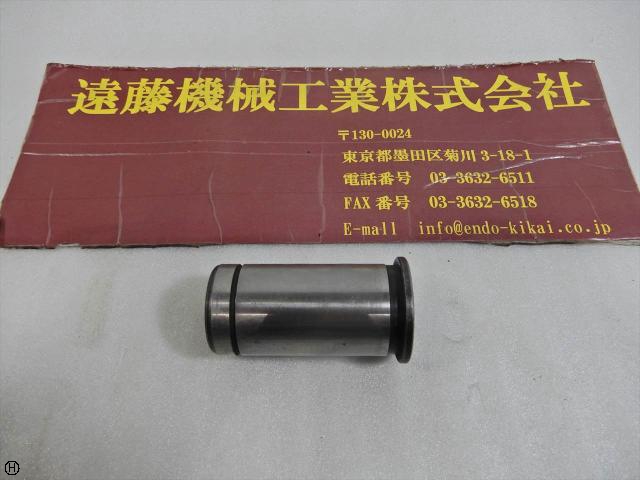 遠藤機械工業株式会社
〒130-0024
東京都墨田区菊川 3-18-1
電話番号 03-3632-6511
FAX 番号 03-3632-6518
E-mall info@endo-kikai.co.jp
H